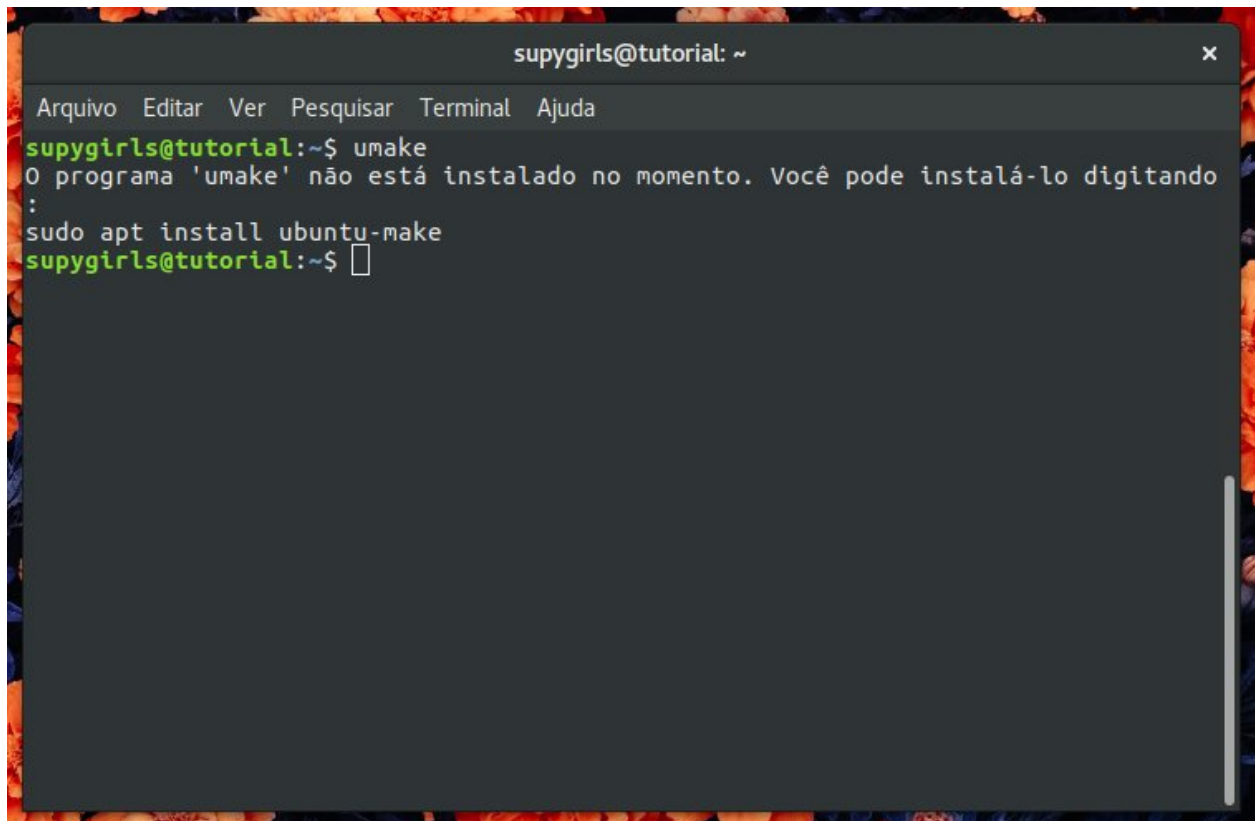 supygirls@tutorial: ~
Arquivo Editar Ver Pesquisar Terminal Ajuda
supygirls@tutorial:~$ umake
O programa 'umake' não está instalado no momento. Você pode instalá-lo digitando
:
sudo apt install ubuntu-make
supygirls@tutorial:~$